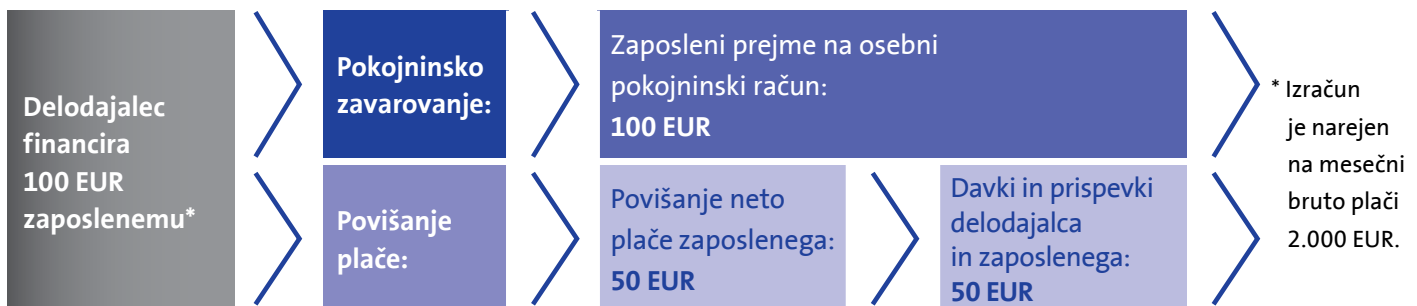 Delodajalec
financira
100 EUR
zaposlenemu*
Pokojninsko
zavarovanje:
Zaposleni prejme na osebni
pokojninski račun:
100 EUR
Povišanje
plače:
Povišanje neto
plače zaposlenega:
50 EUR
Davki in prispevki
delodajalca
in zaposlenega:
50 EUR
* Izračun
je narejen
na mesečni
bruto plači
2.000 EUR.